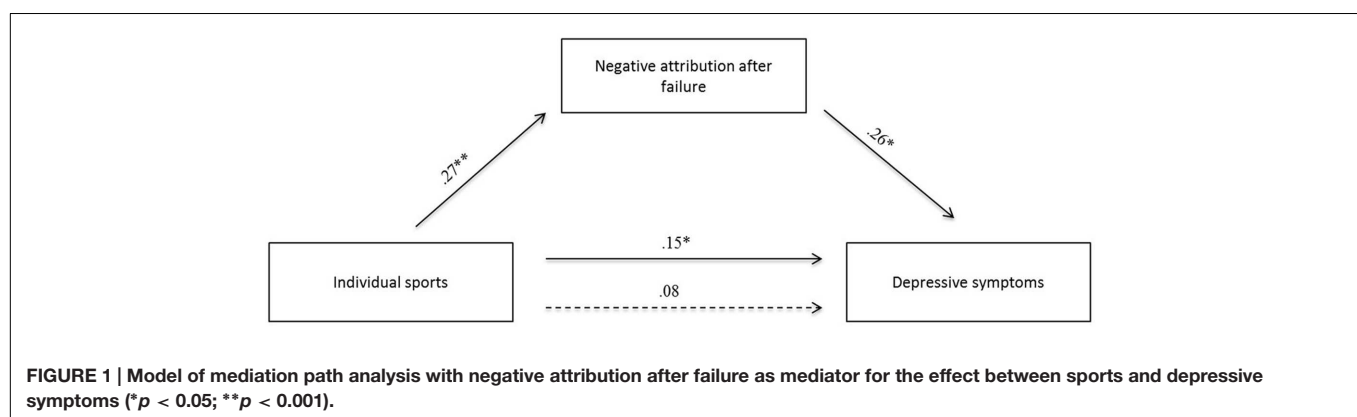 Negative attribution after
failure
.27**
.26*
.15*
Individual sports
Depressive symptoms
.08
FIGURE 1 | Model of mediation path analysis with negative attribution after failure as mediator for the effect between sports and depressive
symptoms (*p < 0.05; **p < 0.001).